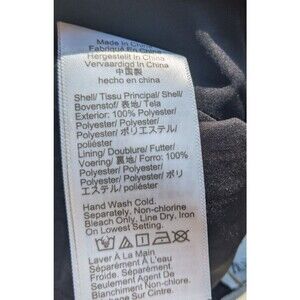 Made In China
Fabriqué En China
Hergestellt in China
Vervaardigd In China
中国製
hecho en china
Shell/ Tissu Principal/ Shell/
Bovenstof/ 表地/ Tela
Exterior: 100% Polyester/
Polyester/ Polyester/
Polyester/ ポリエステル/
poliéster
Lining/ Doublure/ Futter/
Voering/ 裏地/ Forro: 100%
Polyester/ Polyester/
Polyester/ Polyester/ ポリエ
ステル/ poliéster
Hand Wash Cold.
Separately. Non-chlorine
Bleach Only, Line Dry, Iron
On Lowest Setting.
Laver À La Main
Séparément À L'eau
Froide. Séparément
Seulement Agent De
Blanchiment Non
Sur Cintre.